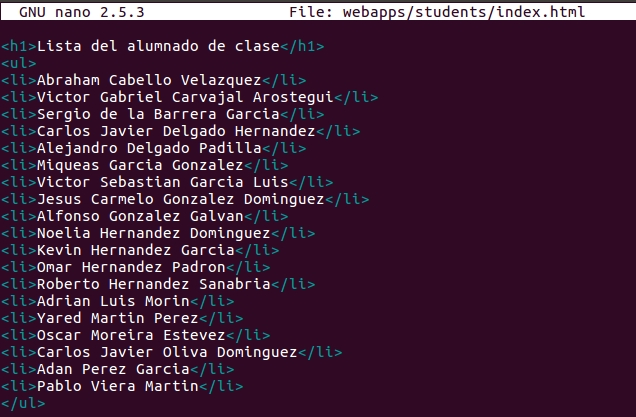 GNU nano 2.5.3 File: webapps/students/index.html
<h1>Lista del alumnado de clase</h1>
<ul>
<li>Abraham Cabello Velazquez</li>
<li>Victor Gabriel Carvajal Arostegui</li>
<li>Sergio de la Barrera Garcia</li>
<li>Carlos Javier Delgado Hernandez</li>
<li>Alejandro Delgado Padilla</li>
<li>Miqueas Garcia Gonzalez</li>
<li>Victor Sebastian Garcia Luis</li>
<li>Jesus Carmelo Gonzalez Dominguez</li>
<li>Alfonso Gonzalez Galvan</li>
<li>Noelia Hernandez Dominguez</li>
<li>Kevin Hernandez Garcia</li>
<li>Omar Hernandez Padron</li>
<li>Roberto Hernandez Sanabria</li>
<li>Adrian Luis Morin</li>
<li>Yared Martin Perez</li>
<li>Oscar Moreira Estevez</li>
<li>Carlos Javier Oliva Dominguez</li>
<li>Adan Perez Garcia</li>
<li>Pablo Viera Martin</li>
</ul>